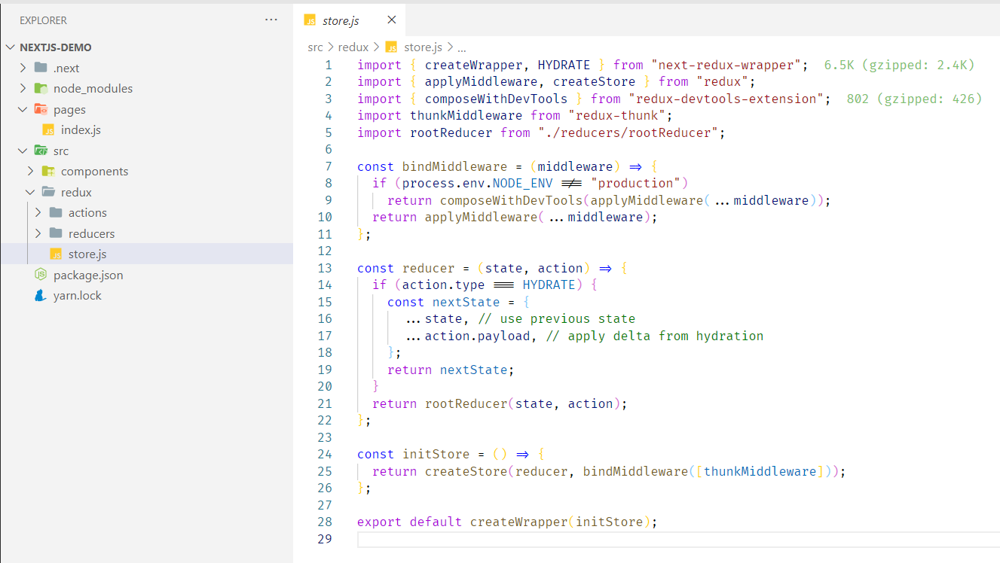 EXPLORER
···
NEXTJS-DEMO
.next
node_modules
pages
index.js
src
components
redux
actions
reducers
store.js
package.json
yarn.lock
JS store.js ×
src > redux > JS store.js > ...
1 import { createWrapper, HYDRATE } from "next-redux-wrapper"; 6.5K (gzipped: 2.4K)
2 import { applyMiddleware, createStore } from "redux";
3 import { composeWithDevTools } from "redux-devtools-extension"; 802 (gzipped: 426)
4 import thunkMiddleware from "redux-thunk";
5 import rootReducer from "./reducers/rootReducer";
6
7 const bindMiddleware = (middleware) => {
8 if (process.env.NODE_ENV !== "production")
9 return composeWithDevTools(applyMiddleware(...middleware));
10 return applyMiddleware(...middleware);
11 };
12
13 const reducer = (state, action) => {
14 if (action.type === HYDRATE) {
15 const nextState = {
16 ...state, // use previous state
17 ...action.payload, // apply delta from hydration
18 };
19 return nextState;
20 }
21 return rootReducer(state, action);
22 };
23
24 const initStore = () => {
25 return createStore(reducer, bindMiddleware([thunkMiddleware]));
26 };
27
28 export default createWrapper(initStore);
29